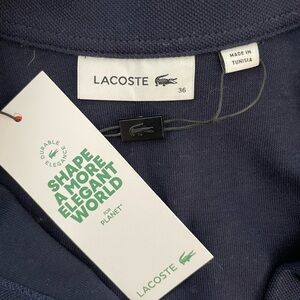 LACOSTE
36
MADE IN
TUNISIA
DURABLE
ELEGANCE
SHAPE
A MORE
ELEGANT
WORLD
FOR
PLANET
LACOSTE